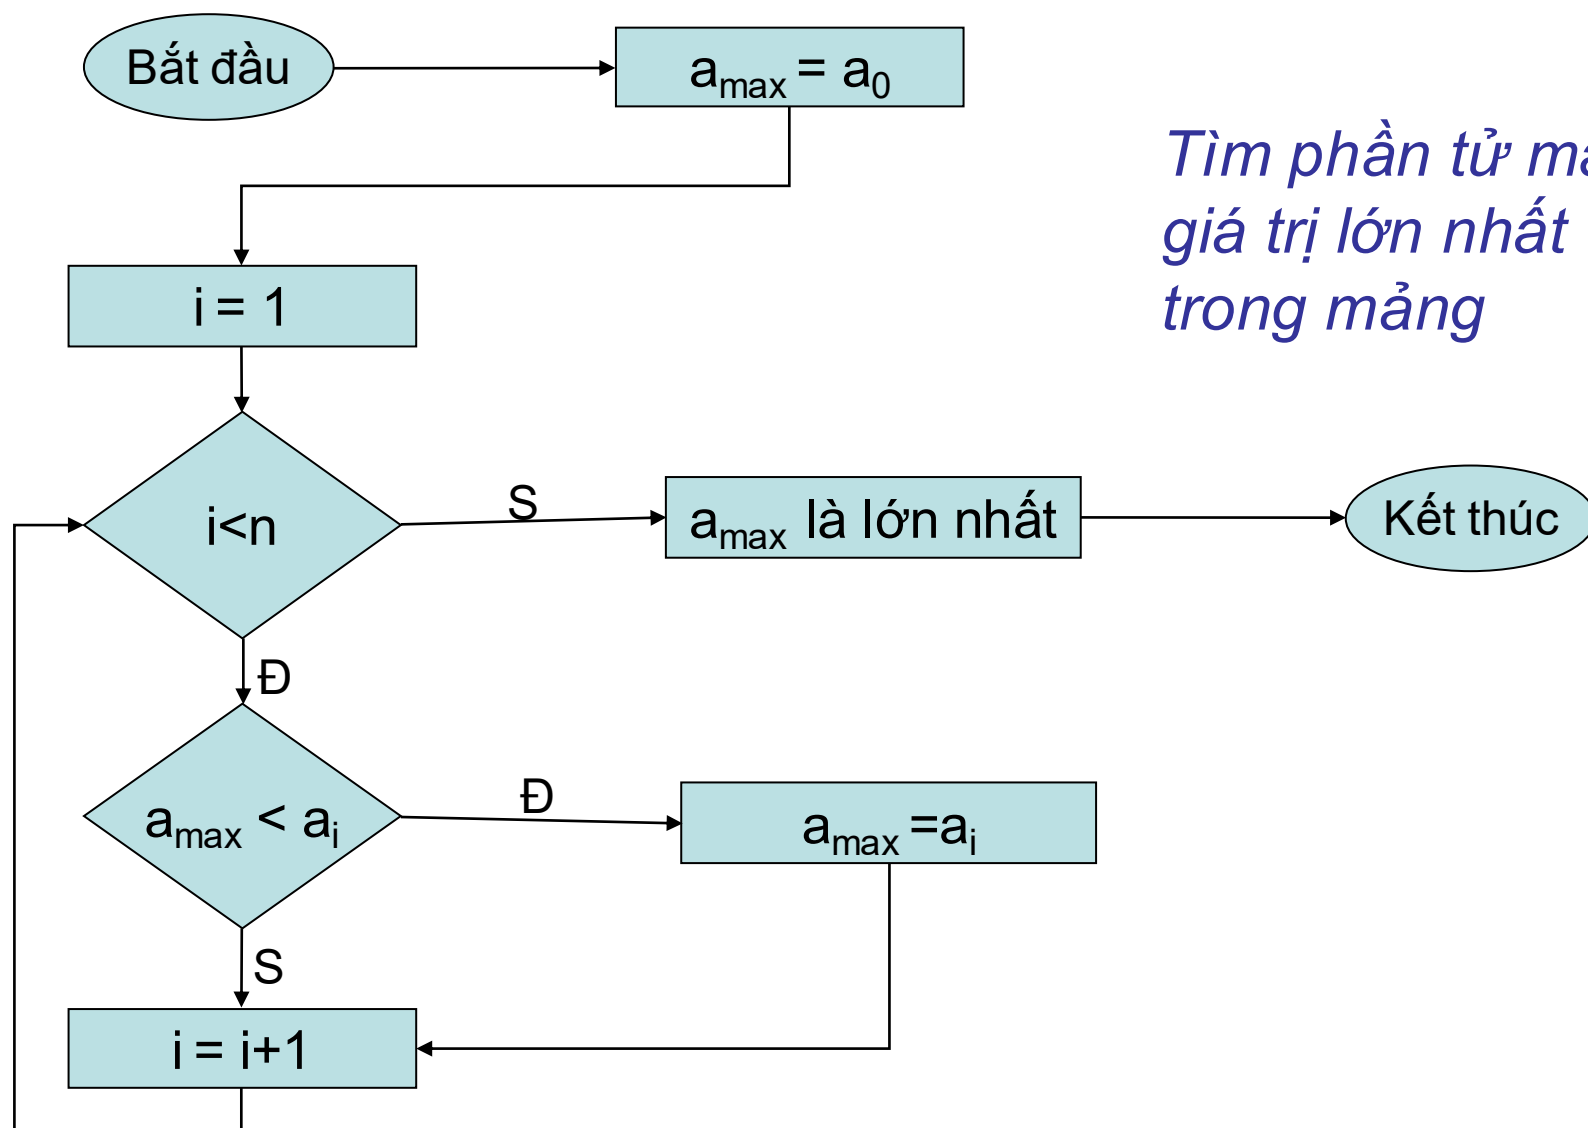 Bắt đầu
amax = a0
Tìm phần tử
giá trị lớn nhất
trong mảng
i = 1
i<n
S
amax là lớn nhất
Kết thúc
Đ
amax < ai
Đ
amax =ai
S
i = i+1